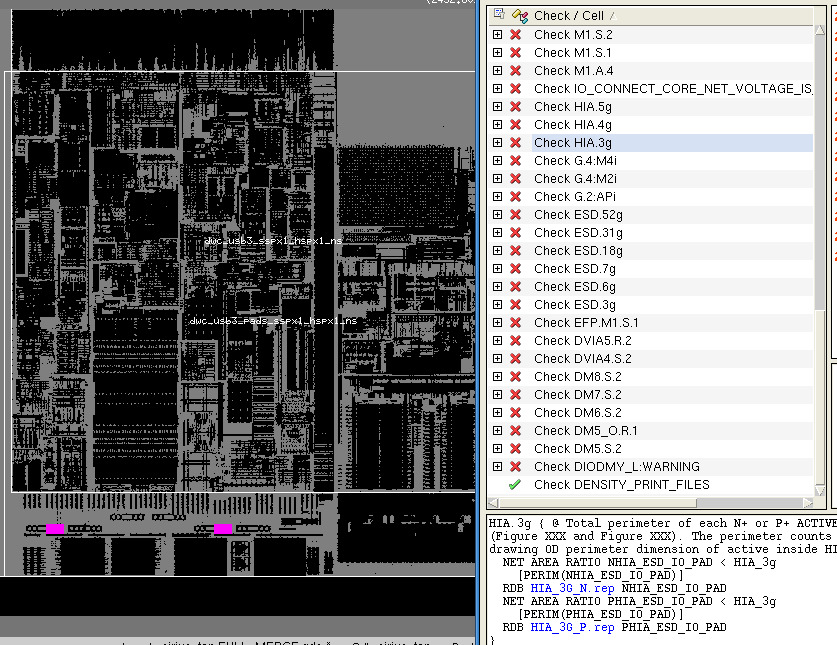 dwc_usb3_sspx1_hspx1_ns
dwc_usb3_pads_sspx1_hspx1_ns
Check / Cell
Check M1.S.2
Check M1.S.1
Check M1.A.4
Check IO_CONNECT_CORE_NET_VOLTAGE_IS_
Check HIA.5g
Check HIA.4g
Check HIA.3g
Check G.4:M4i
Check G.4:M2i
Check G.2:APi
Check ESD.52g
Check ESD.31g
Check ESD.18g
Check ESD.7g
Check ESD.6g
Check ESD.3g
Check EFP.M1.S.1
Check DVIA5.R.2
Check DVIA4.S.2
Check DM8.S.2
Check DM7.S.2
Check DM6.S.2
Check DM5_O.R.1
Check DM5.S.2
Check DIODMY_L:WARNING
Check DENSITY_PRINT_FILES
HIA.3g { @ Total perimeter of each N+ or P+ ACTIVE
(Figure XXX and Figure XXX). The perimeter counts
drawing OD perimeter dimension of active inside HI
NET AREA RATIO NHIA_ESD_IO_PAD < HIA_3g
[PERIM(NHIA_ESD_IO_PAD)]
RDB HIA_3G_N.rep NHIA_ESD_IO_PAD
NET AREA RATIO PHIA_ESD_IO_PAD < HIA_3g
[PERIM(PHIA_ESD_IO_PAD)]
RDB HIA_3G_P.rep PHIA_ESD_IO_PAD
}